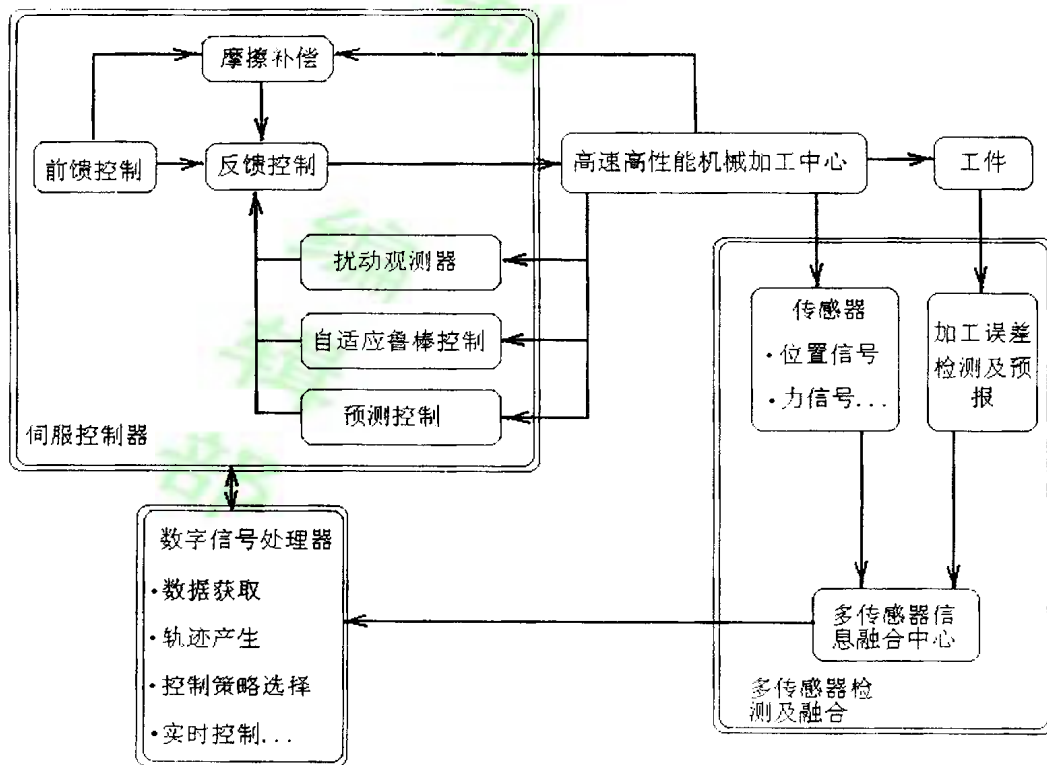 制
摩擦补偿
前馈控制
反馈控制
高速高性能机械加工中心
工件
编
扰动观测器
辑
自适应鲁棒控制
预测控制
伺服控制器
部
传感器
·位置信号
·力信号...
加工误差
检测及预
报
数字信号处理器
·数据获取
·轨迹产生
·控制策略选择
·实时控制...
多传感器信
息融合中心
多传感器检
测及融合